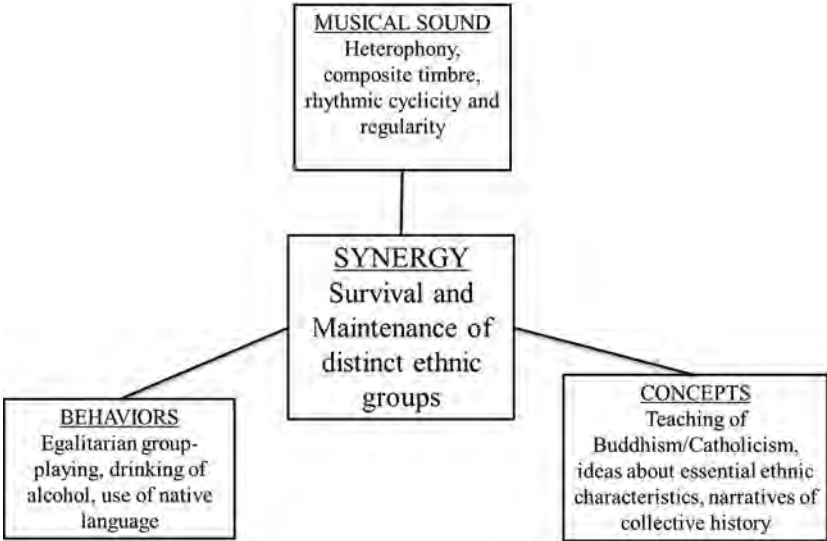 MUSICAL SOUND
Heterophony,
composite timbre,
rhythmic cyclicity and
regularity
SYNERGY
Survival and
Maintenance of
distinct ethnic
groups
BEHAVIORS
Egalitarian group-
playing, drinking of
alcohol, use of native
language
CONCEPTS
Teaching of
Buddhism/Catholicism,
ideas about essential ethnic
characteristics, narratives of
collective history